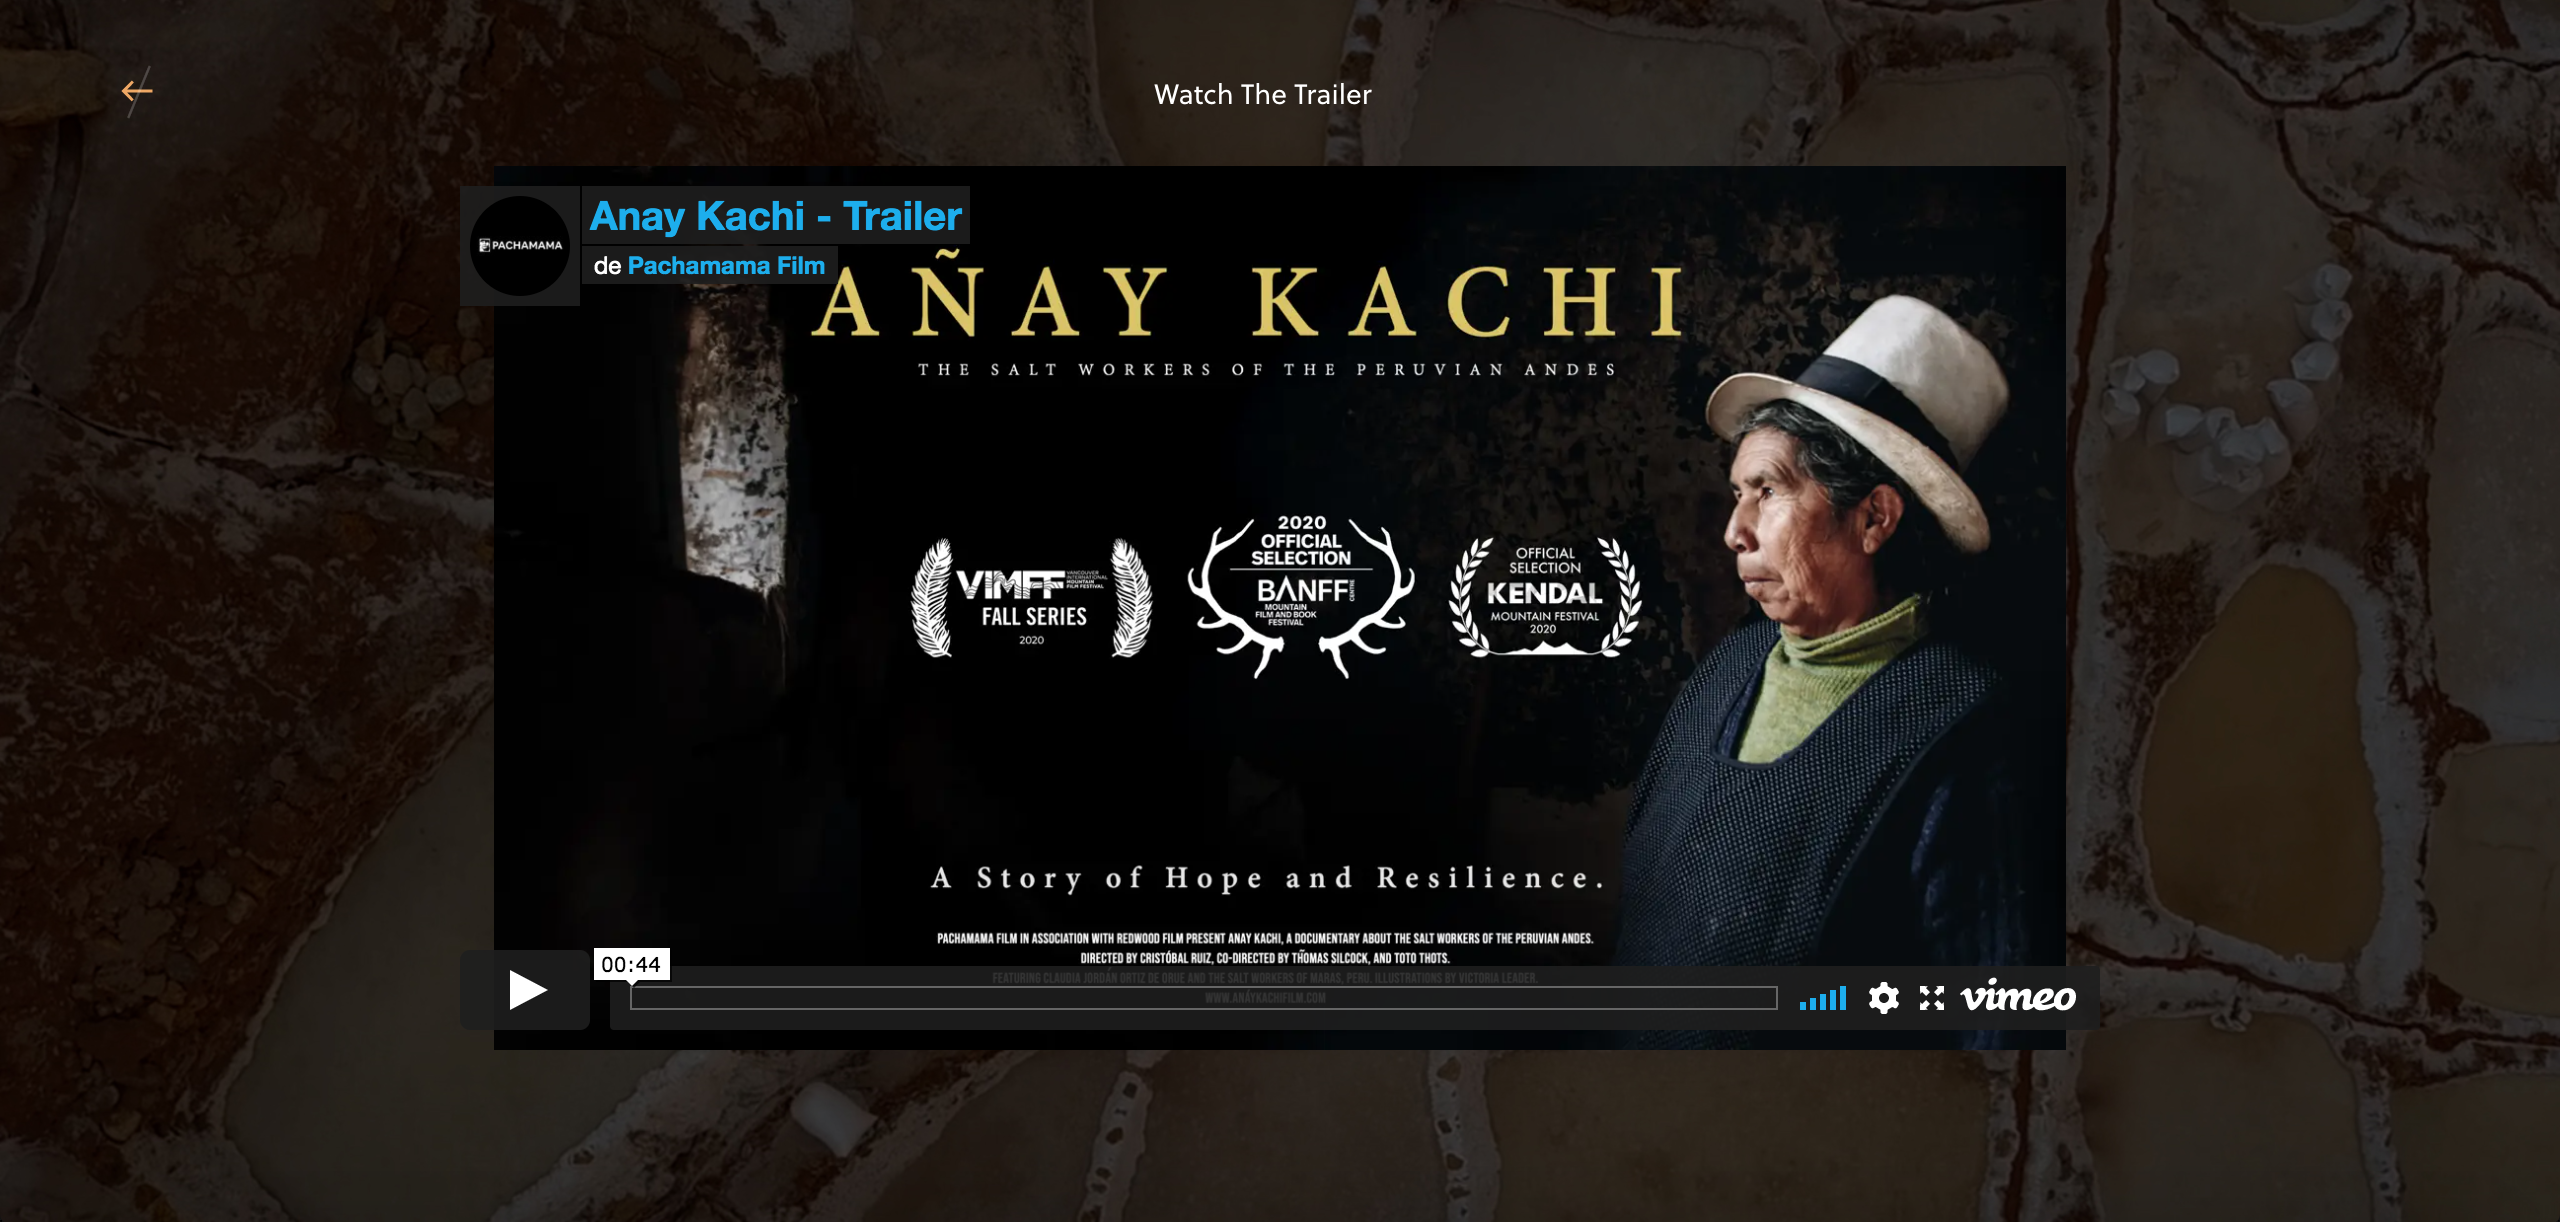 Watch The Trailer
Anay Kachi - Trailer
de Pachamama Film
PACHAMAMA
AÑAY KACHI
THE SALT WORKERS OF THE PERUVIAN ANDES
VIMFF
VANCOUVER
INTERNATIONAL
MOUNTAIN
FILM FESTIVAL
FALL SERIES
2020
2020
OFFICIAL
SELECTION
BANFF
CENTRE
MOUNTAIN
FILM AND BOOK
FESTIVAL
OFFICIAL
SELECTION
KENDAL
MOUNTAIN FESTIVAL
2020
A Story of Hope and Resilience.
PACHAMAMA FILM IN ASSOCIATION WITH REDWOOD FILM PRESENT ANAY KACHI, A DOCUMENTARY ABOUT THE SALT WORKERS OF THE PERUVIAN ANDES.
DIRECTED BY CRISTÓBAL RUIZ, CO-DIRECTED BY THOMAS SILCOCK, AND TOTO THOTS.
FEATURING CLAUDIA JORDÁN ORTIZ DE ORUE AND THE SALT WORKERS OF MARAS, PERU. ILLUSTRATIONS BY VICTORIA LEADER.
WWW.ANAYKACHIFILM.COM
00:44
vimeo